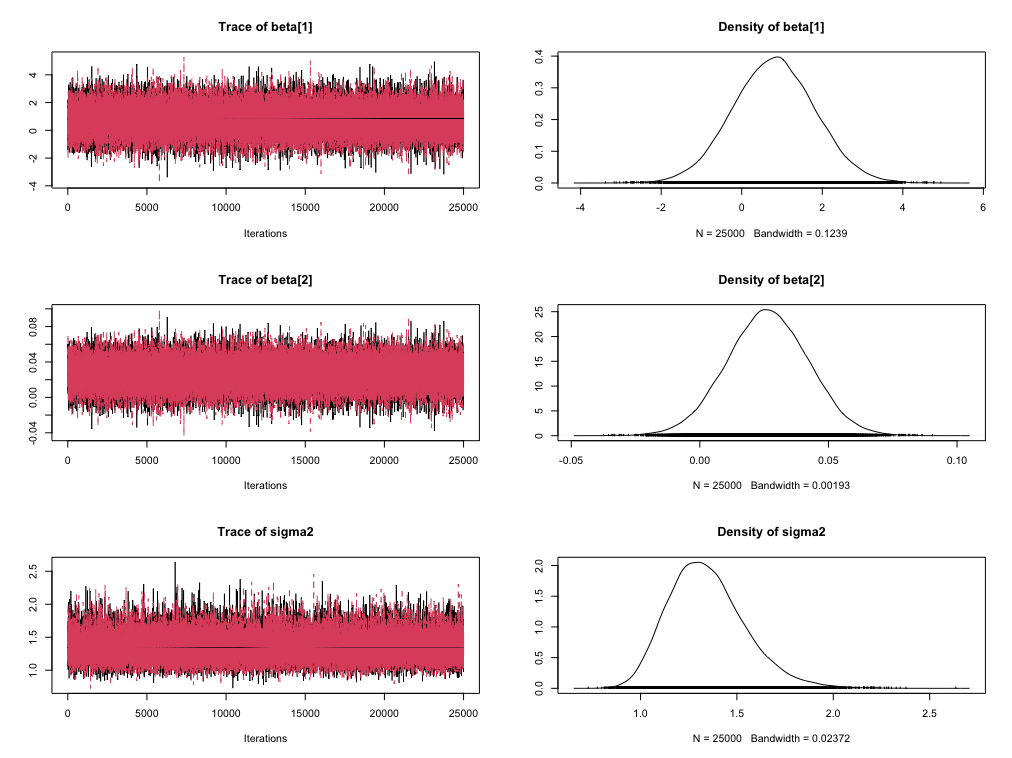 Trace of beta[1]
4
2
0
-2
-4
0 5000 10000 15000 20000 25000
Iterations
Density of beta[1]
0.4
0.3
0.2
0.1
0.0
-4 -2 0 2 4 6
N = 25000 Bandwidth = 0.1239
Trace of beta[2]
0.08
0.04
0.00
-0.04
0 5000 10000 15000 20000 25000
Iterations
Density of beta[2]
25
20
15
10
5
0
-0.05 0.00 0.05 0.10
N = 25000 Bandwidth = 0.00193
Trace of sigma2
2.5
2.0
1.5
1.0
0 5000 10000 15000 20000 25000
Iterations
Density of sigma2
2.0
1.5
1.0
0.5
0.0
1.0 1.5 2.0 2.5
N = 25000 Bandwidth = 0.02372